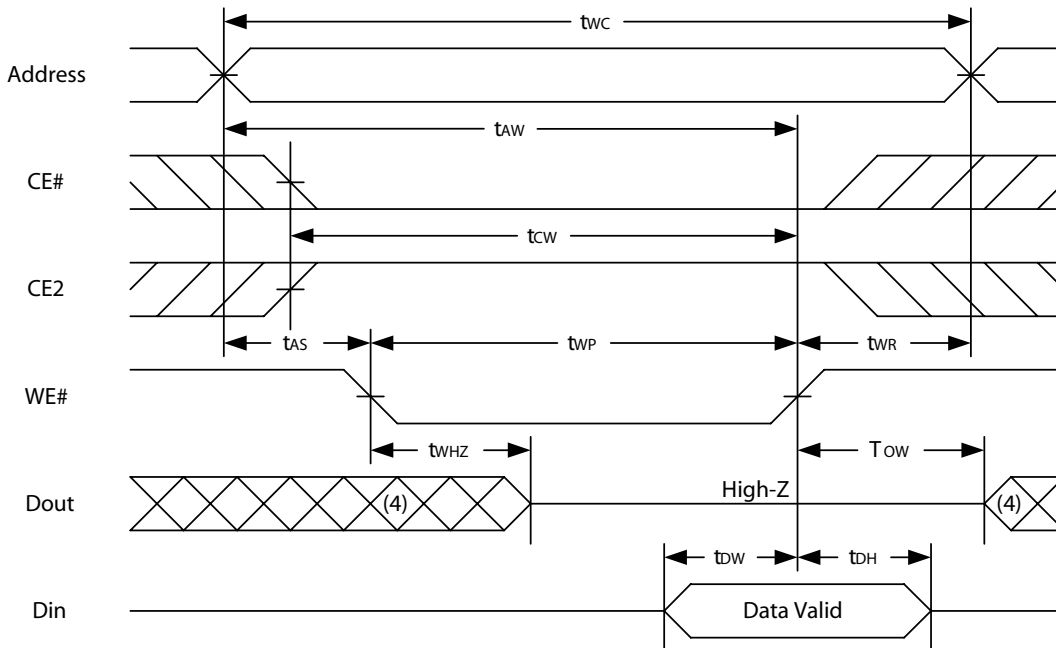 tWC
Address
tAW
CE#
tCW
CE2
tAS tWP tWR
WE#
tWHZ TOW
High-Z
Dout (4) (4)
tDW tDH
Din Data Valid